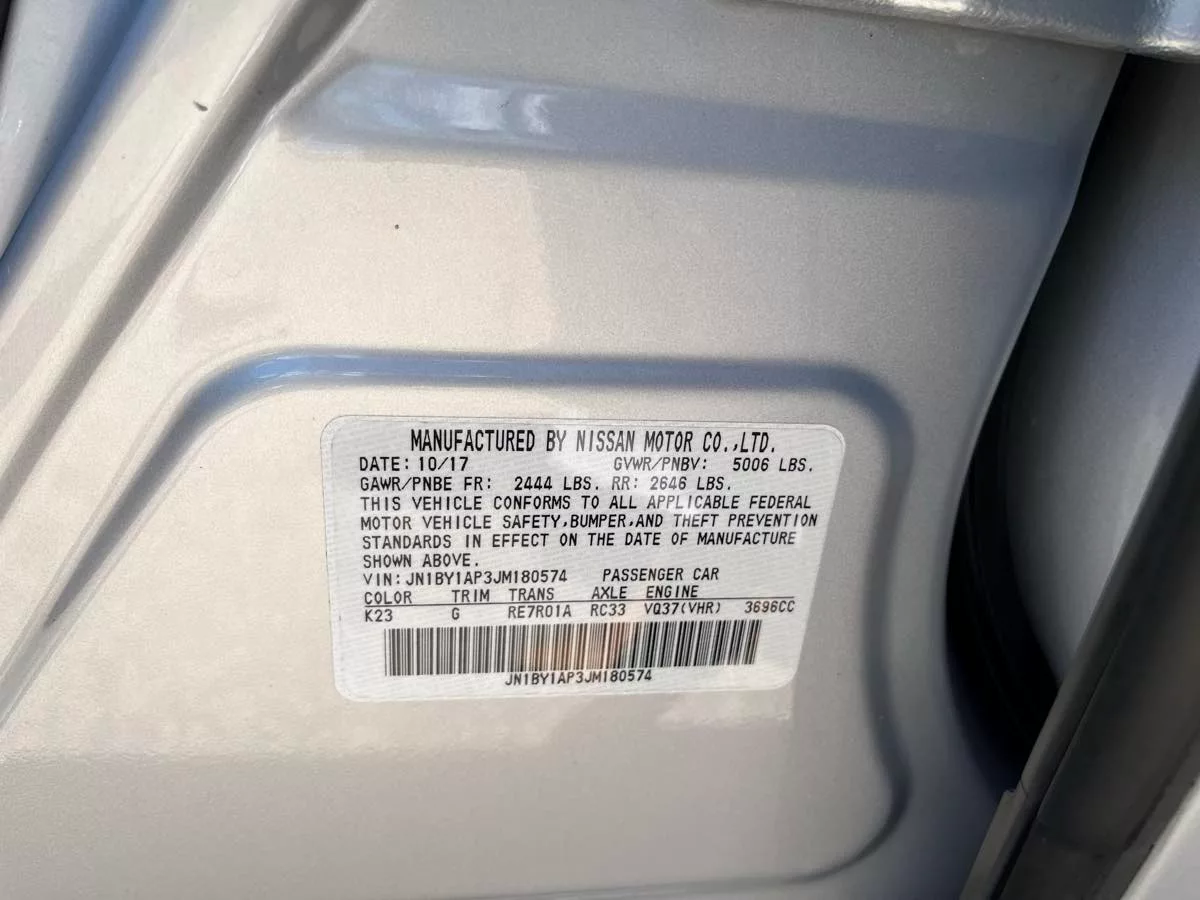 MANUFACTURED BY NISSAN MOTOR CO.,LTD.
DATE: 10/17 GVWR/PNBV: 5006 LBS.
GAWR/PNBE FR: 2444 LBS. RR: 2646 LBS.
THIS VEHICLE CONFORMS TO ALL APPLICABLE FEDERAL
MOTOR VEHICLE SAFETY,BUMPER,AND THEFT PREVENTION
STANDARDS IN EFFECT ON THE DATE OF MANUFACTURE
SHOWN ABOVE.
VIN: JN1BY1AP3JM180574 PASSENGER CAR
COLOR TRIM TRANS AXLE ENGINE
K23 G RE7R01A RC33 VQ37(VHR) 3696CC
JN1BY1AP3JM180574